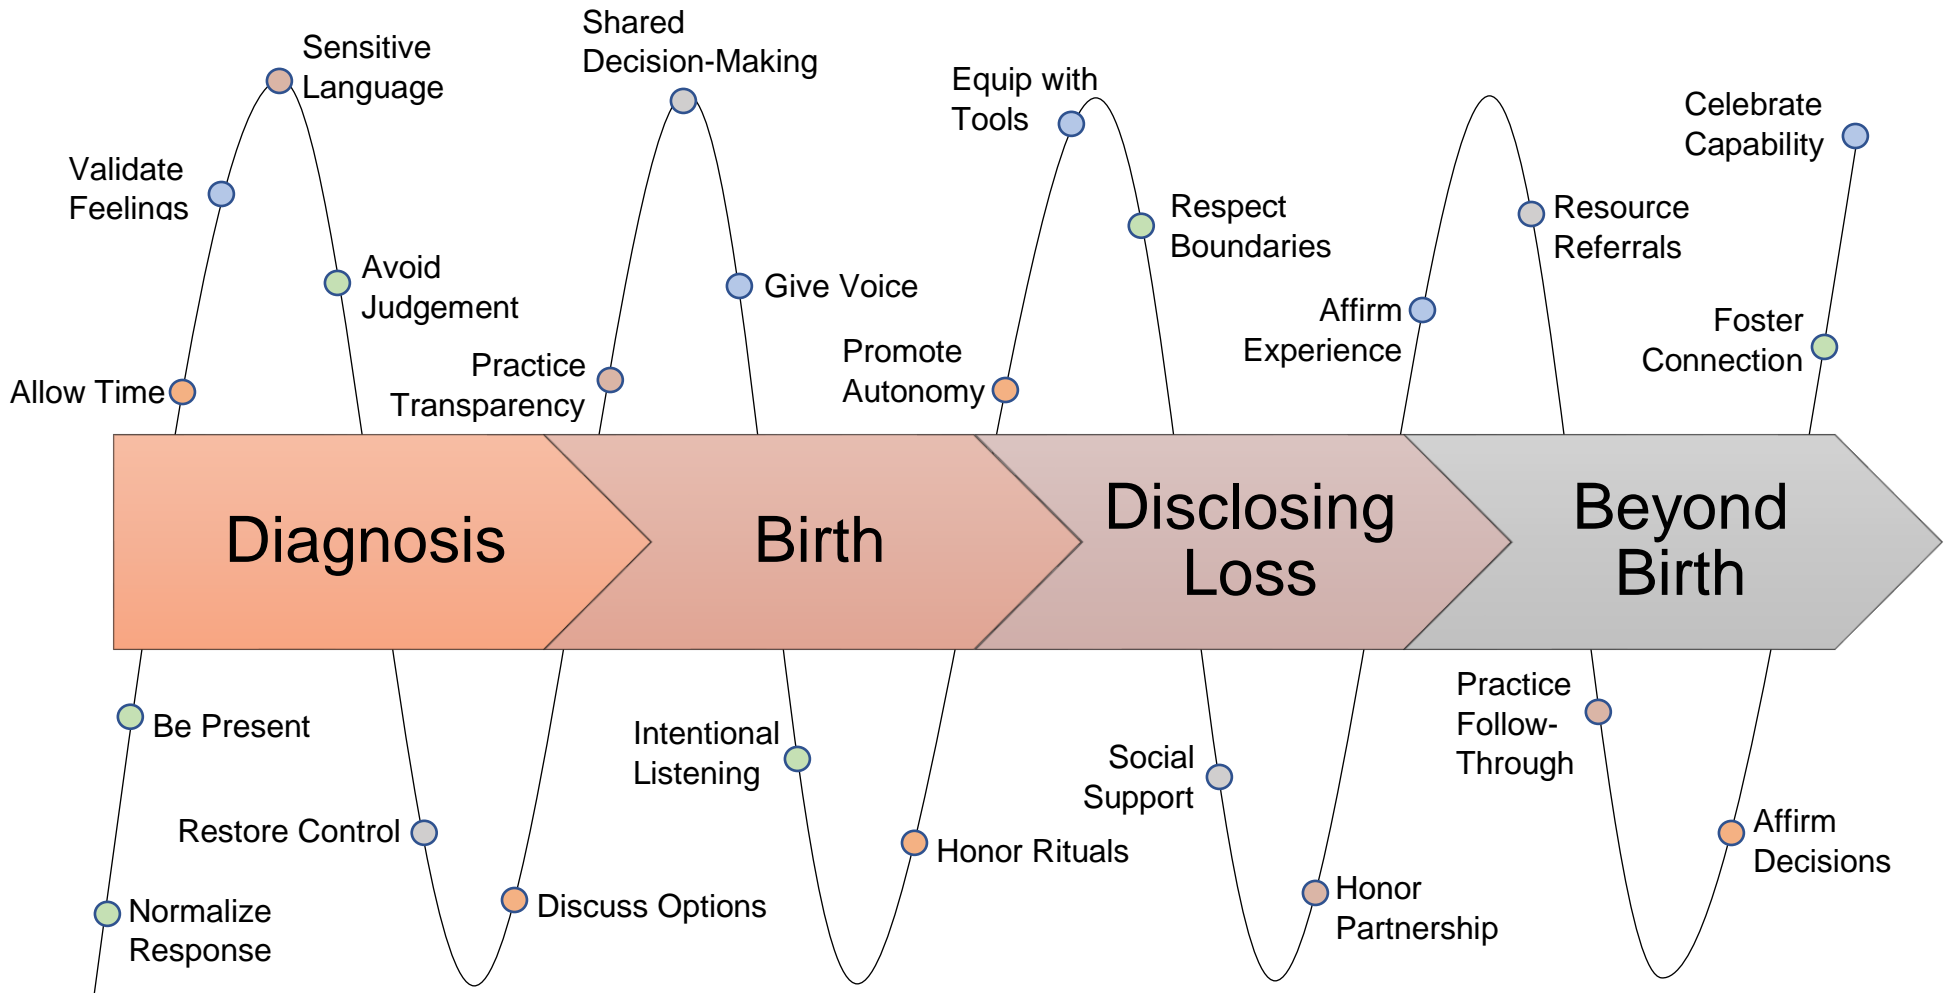 Shared
Decision-Making
Sensitive
Language
Equip with
Tools
Celebrate
Capability
Validate
Feelings
Respect
Boundaries
Resource
Referrals
Avoid
Judgement
Give Voice
Affirm
Experience
Foster
Connection
Practice
Transparency
Promote
Autonomy
Allow Time
Diagnosis
Birth
Disclosing
Loss
Beyond
Birth
Be Present
Intentional
Listening
Social
Support
Practice
Follow-
Through
Restore Control
Honor Rituals
Affirm
Decisions
Normalize
Response
Discuss Options
Honor
Partnership